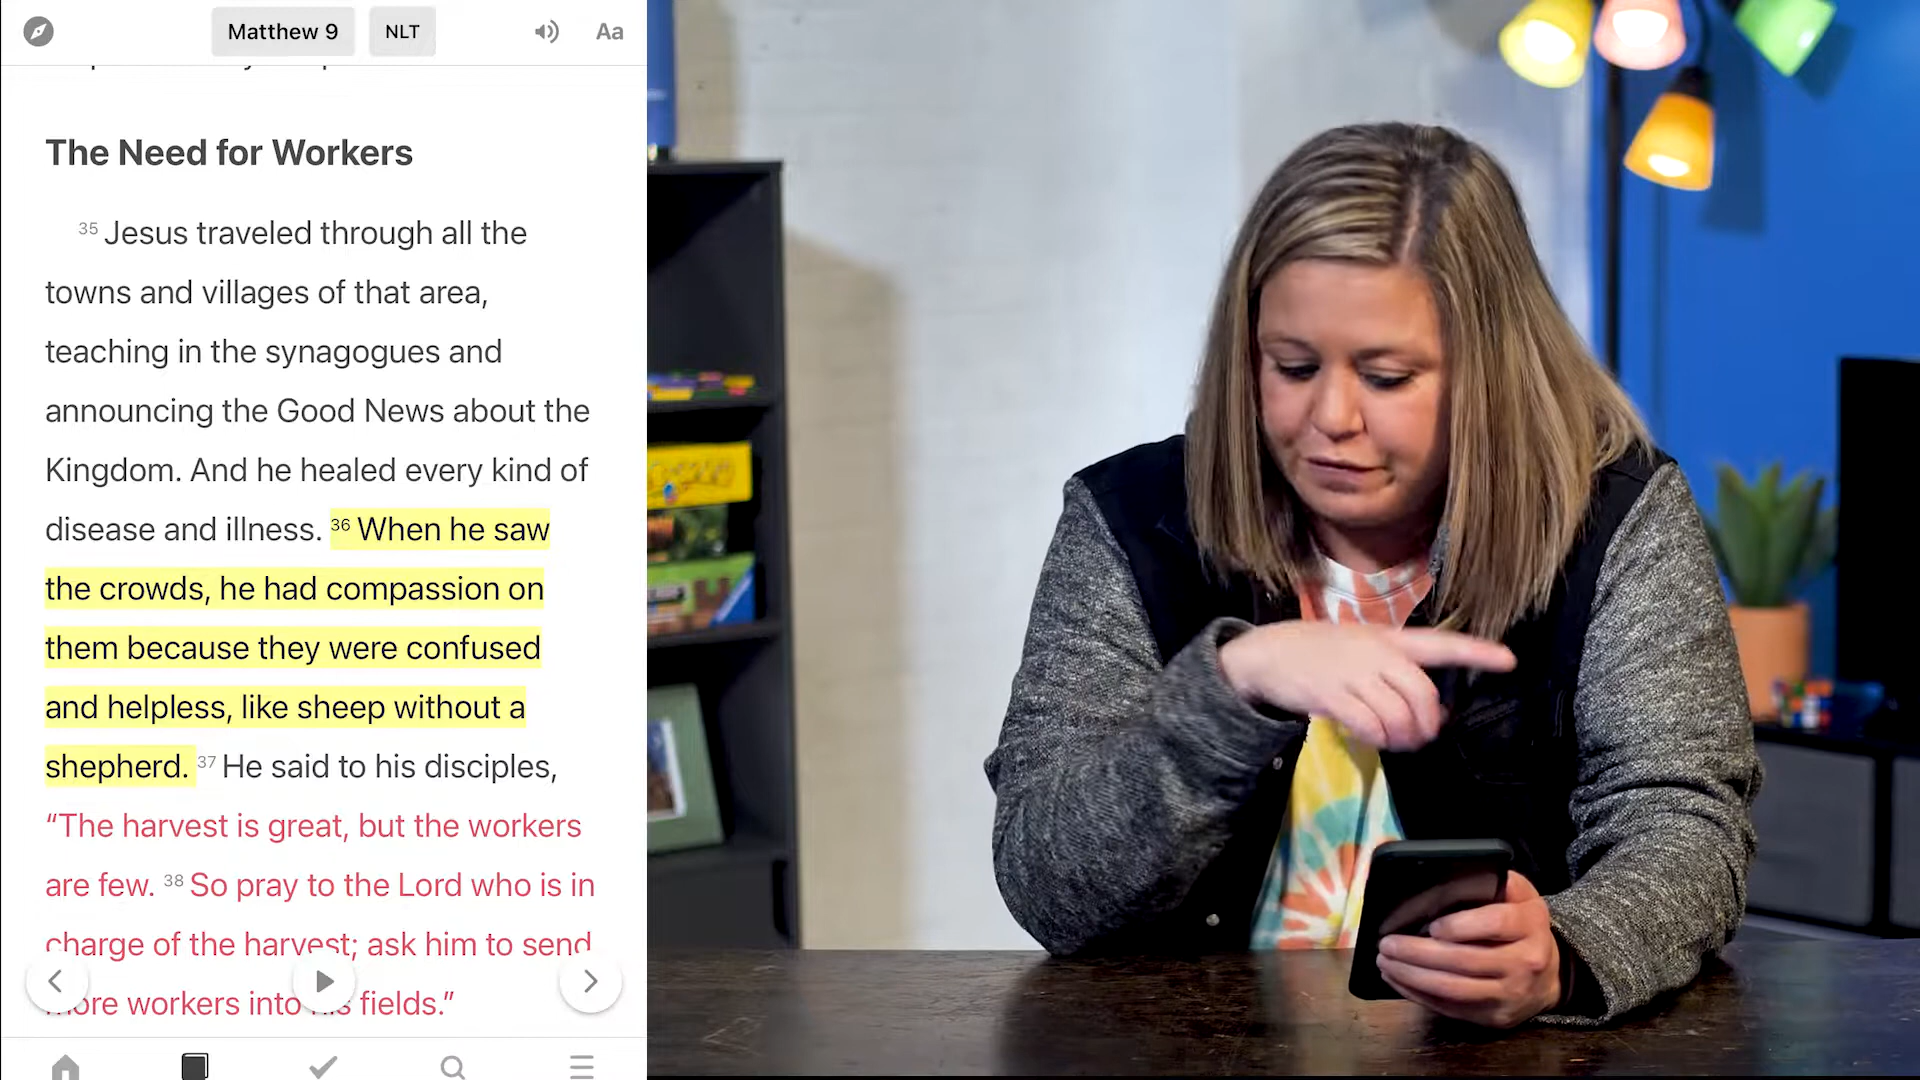 Matthew 9 NLT Aa
The Need for Workers
35 Jesus traveled through all the
towns and villages of that area,
teaching in the synagogues and
announcing the Good News about the
Kingdom. And he healed every kind of
disease and illness. 36 When he saw
the crowds, he had compassion on
them because they were confused
and helpless, like sheep without a
shepherd. 37 He said to his disciples,
“The harvest is great, but the workers
are few. 38 So pray to the Lord who is in
charge of the harvest; ask him to send
more workers into his fields.”